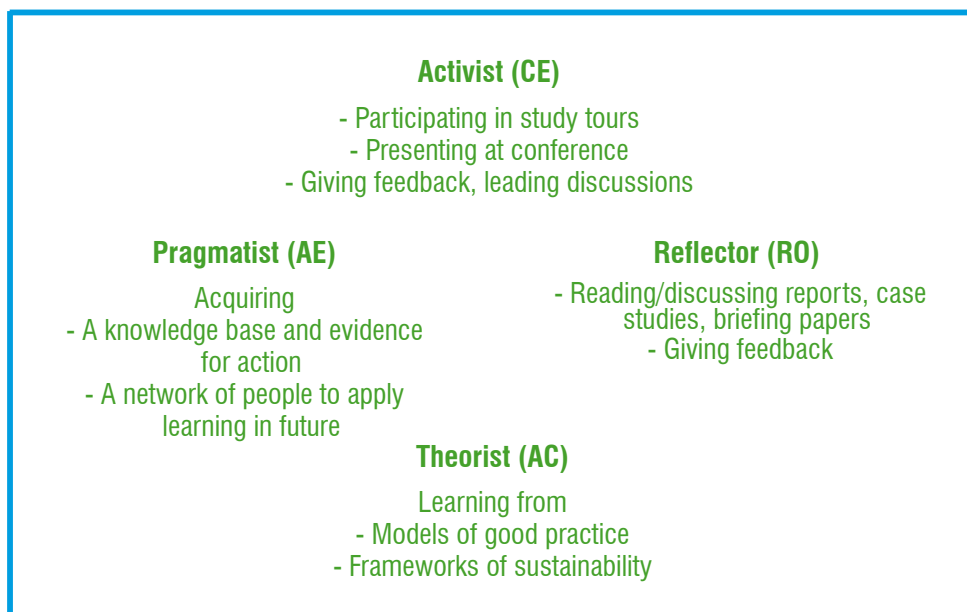 Activist (CE)
- Participating in study tours
- Presenting at conference
- Giving feedback, leading discussions
Pragmatist (AE)
Acquiring
- A knowledge base and evidence
for action
- A network of people to apply
learning in future
Reflector (RO)
- Reading/discussing reports, case
studies, briefing papers
- Giving feedback
Theorist (AC)
Learning from
- Models of good practice
- Frameworks of sustainability